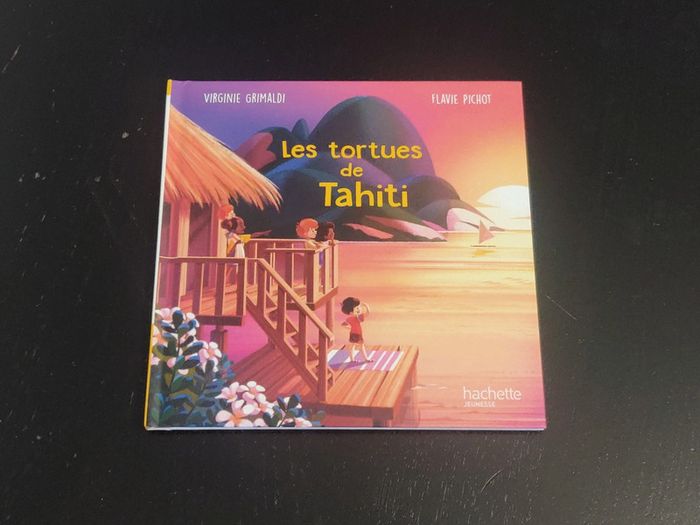 VIRGINIE GRIMALDI
FLAVIE PICHOT
Les tortues
de
Tahiti
hachette
JEUNESSE